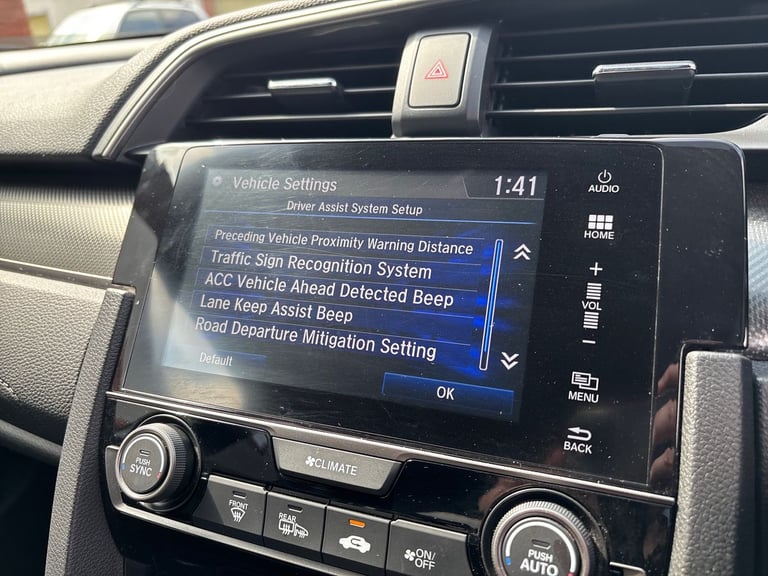 Vehicle Settings
1:41
Driver Assist System Setup
Preceding Vehicle Proximity Warning Distance
Traffic Sign Recognition System
ACC Vehicle Ahead Detected Beep
Lane Keep Assist Beep
Road Departure Mitigation Setting
Default
OK
AUDIO
HOME
+
VOL
−
MENU
BACK
PUSH
SYNC
CLIMATE
FRONT
REAR
ON/
OFF
PUSH
AUTO